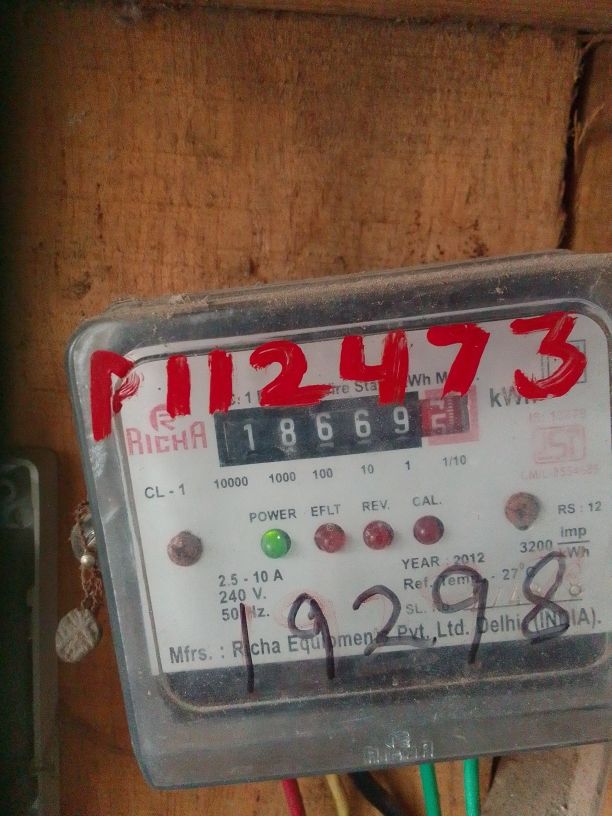 P112473
kWh
R
RICHA
18669
CL - 1
10000 1000 100 10 1 1/10
POWER EFLT REV. CAL.
RS : 12
3200 imp
kWh
2.5 - 10 A
240 V.
50 Hz.
YEAR : 2012
Ref. Temp. - 27°C
SL.
19298
Mfrs. : Richa Equipments Pvt. Ltd. Delhi (INDIA).
RICHA